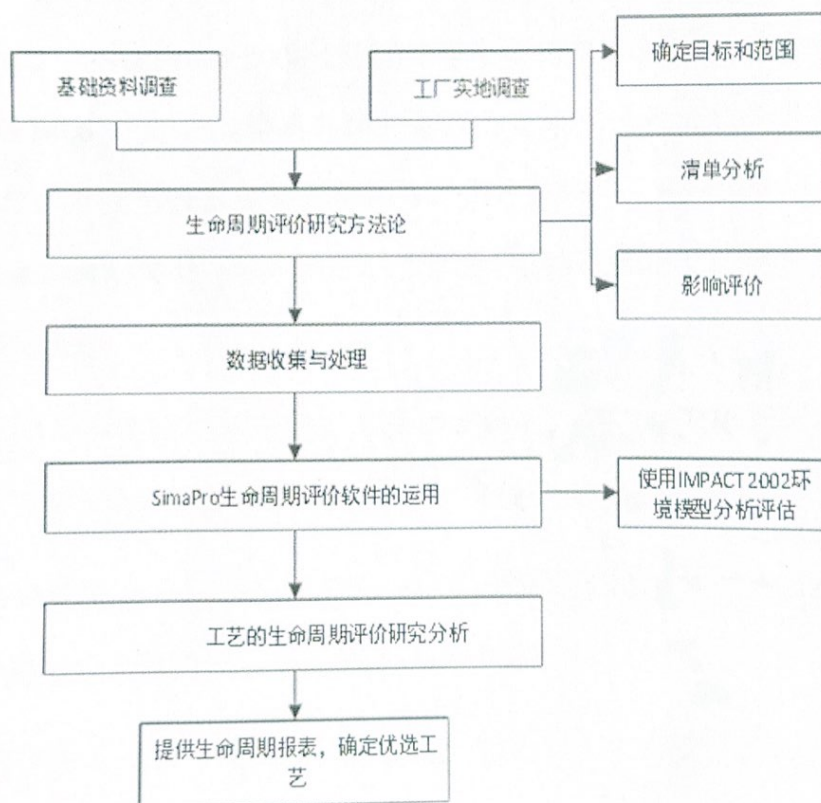 基础资料调查
工厂实地调查
确定目标和范围
清单分析
生命周期评价研究方法论
影响评价
数据收集与处理
SimaPro生命周期评价软件的运用
使用IMPACT 2002环
境模型分析评估
工艺的生命周期评价研究分析
提供生命周期报表，确定优选工
艺